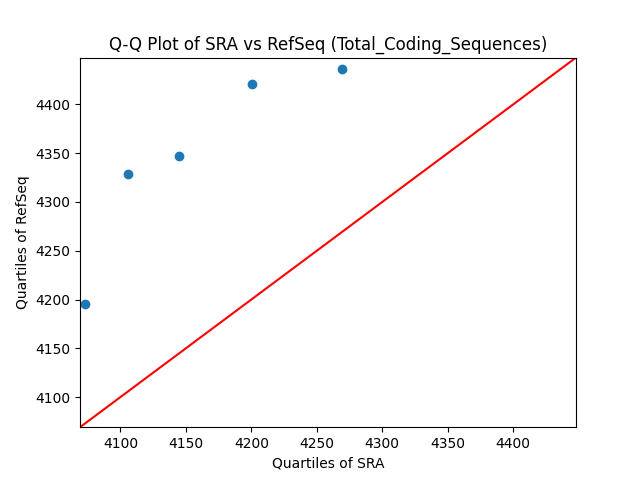 Q-Q Plot of SRA vs RefSeq (Total_Coding_Sequences)
Quartiles of RefSeq
4400
4350
4300
4250
4200
4150
4100
4100 4150 4200 4250 4300 4350 4400
Quartiles of SRA